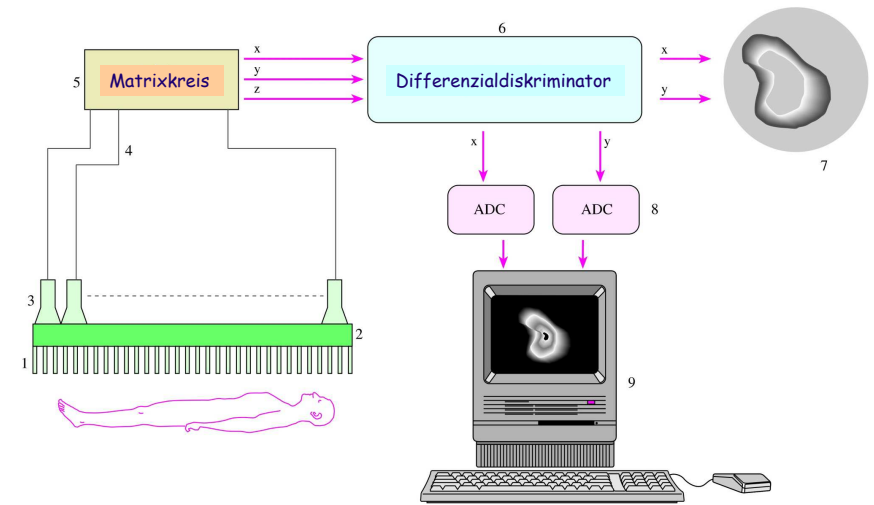 6
x
x
5
Matrixkreis
y
Differenzialdiskriminator
z
y
4
x
y
7
ADC
ADC
8
3
2
1
9